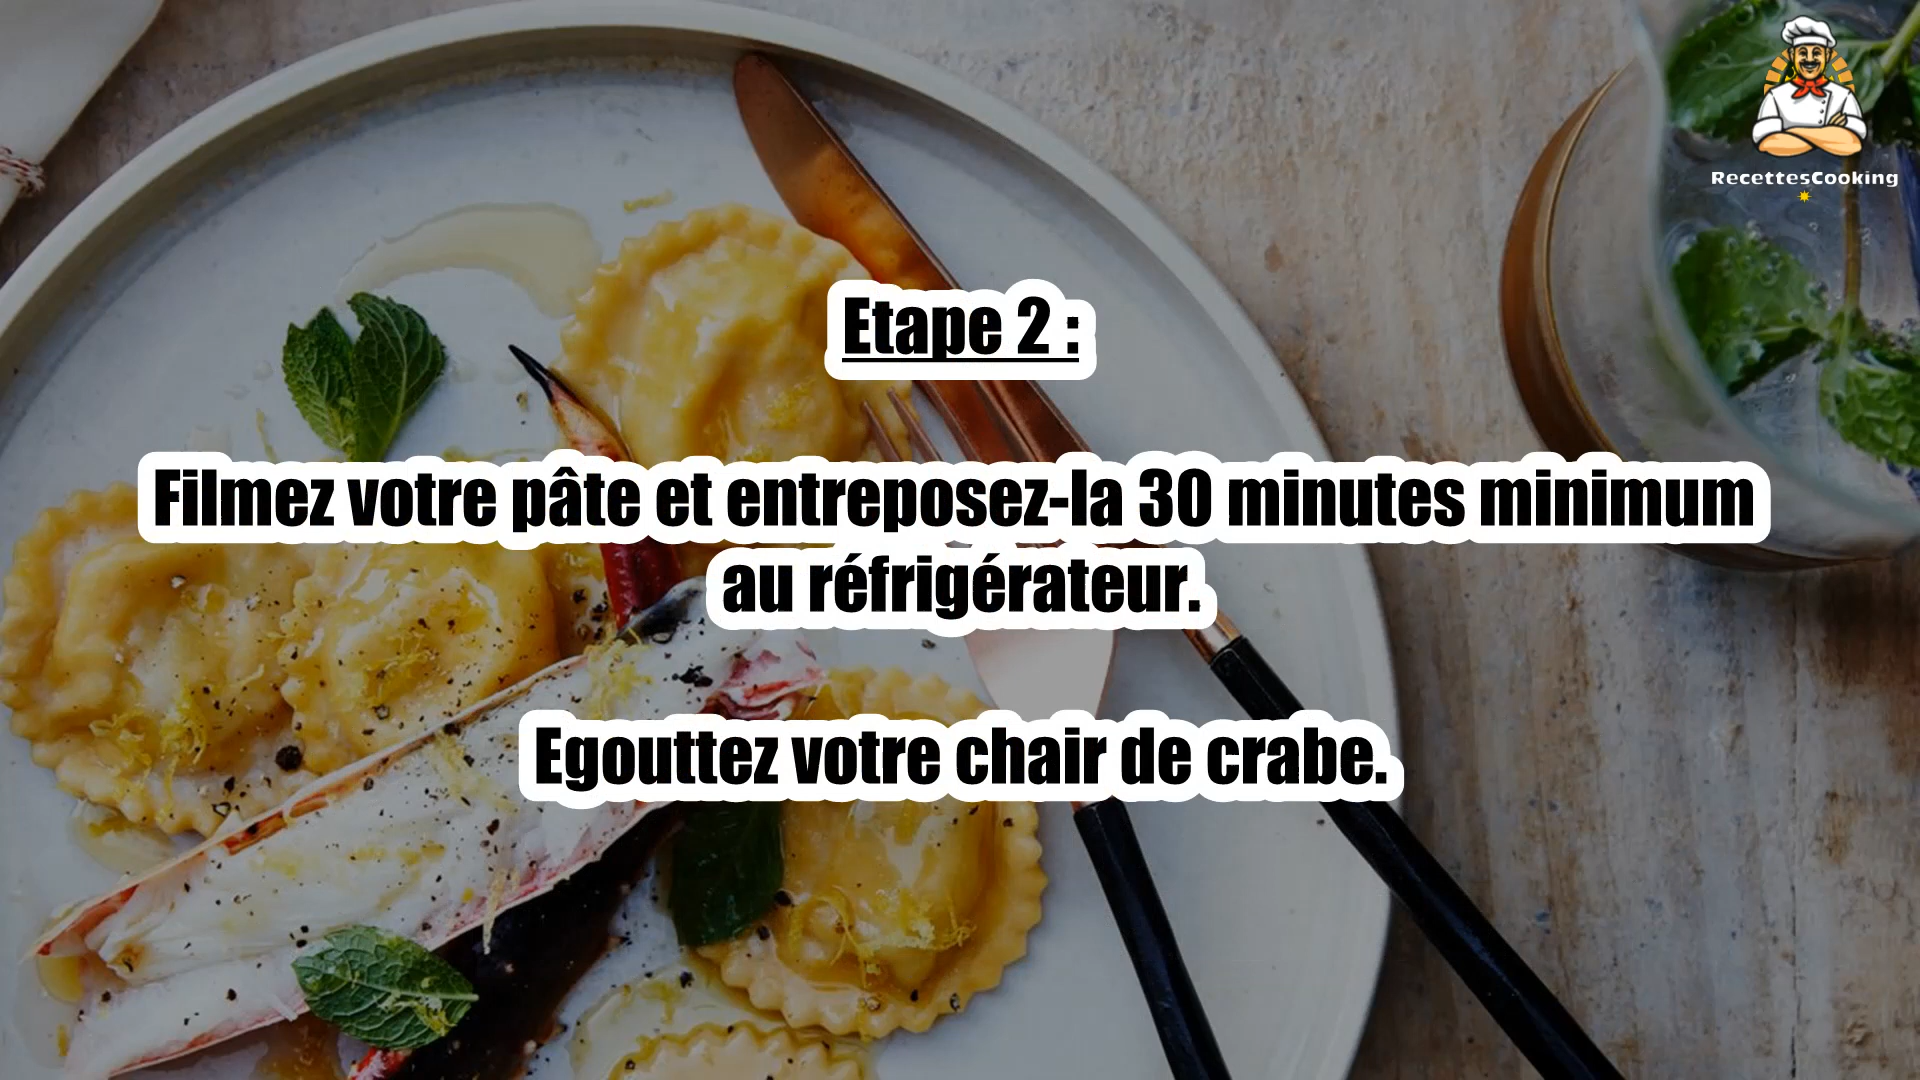 RecettesCooking
Etape 2 :
Filmez votre pâte et entreposez-la 30 minutes minimum
au réfrigérateur.
Egouttez votre chair de crabe.